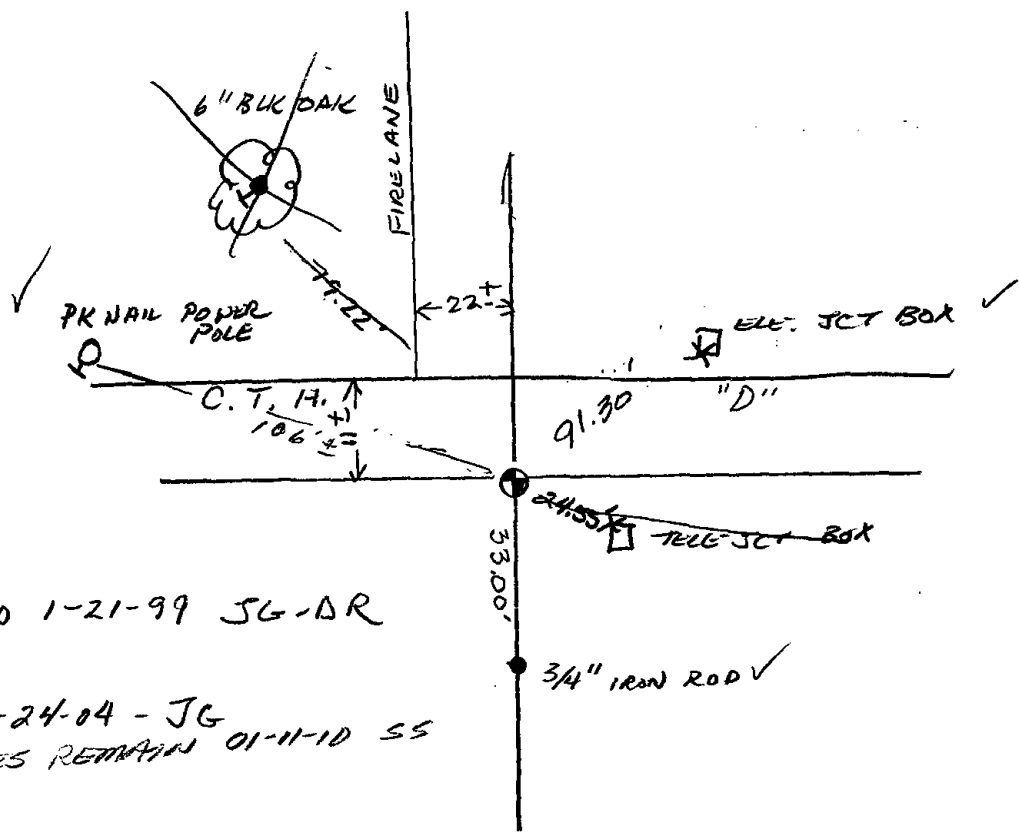 6" BLK OAK
FIRELANE
79.22'
22±
PK NAIL POWER
POLE
ELE. JCT BOX
C. T. H.
"D"
106'±
91.30
24.55
TELE JCT BOX
33.00'
1-21-99 JG-DR
3/4" IRON ROD
-24-04 - JG
REMAIN 01-11-10 SS